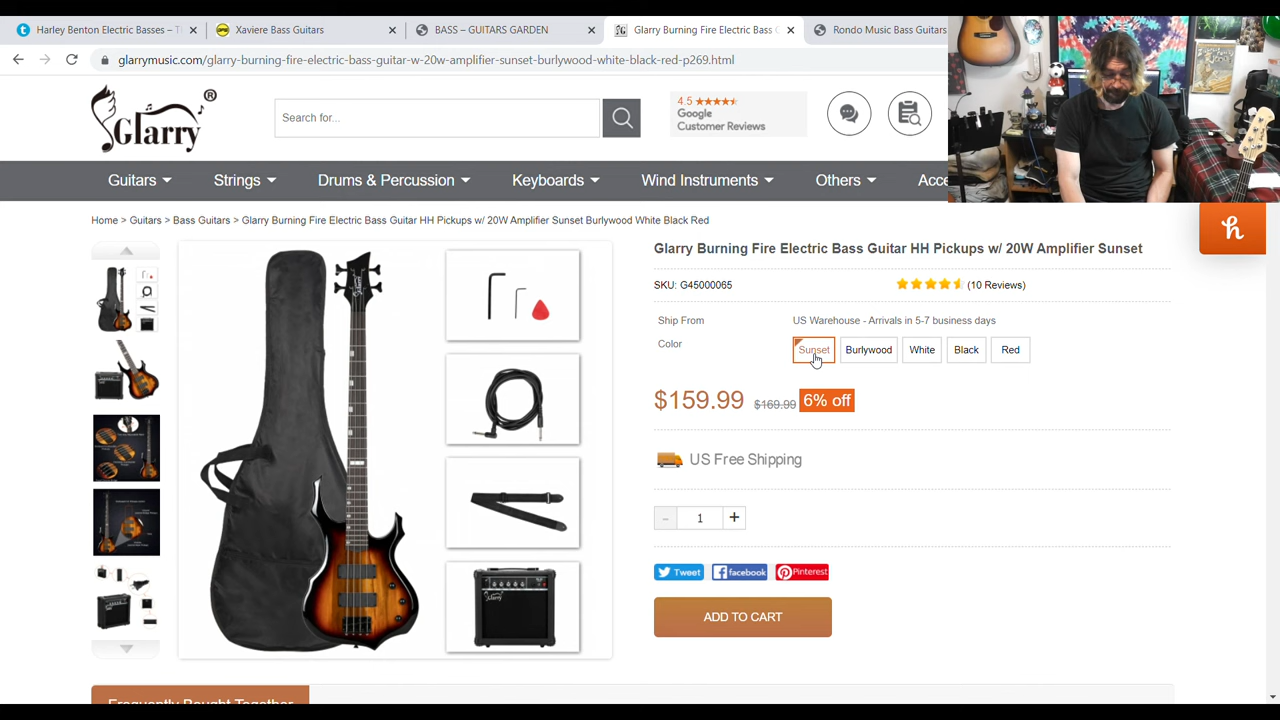 Harley Benton Electric Basses – T
Xaviere Bass Guitars
BASS – GUITARS GARDEN
Glarry Burning Fire Electric Bass G
Rondo Music Bass Guitars
glarrymusic.com/glarry-burning-fire-electric-bass-guitar-w-20w-amplifier-sunset-burlywood-white-black-red-p269.html
Glarry ®
Search for...
4.5
Google
Customer Reviews
Guitars
Strings
Drums & Percussion
Keyboards
Wind Instruments
Others
Acce
Home > Guitars > Bass Guitars > Glarry Burning Fire Electric Bass Guitar HH Pickups w/ 20W Amplifier Sunset Burlywood White Black Red
Glarry Burning Fire Electric Bass Guitar HH Pickups w/ 20W Amplifier Sunset
SKU: G45000065
(10 Reviews)
Ship From
US Warehouse - Arrivals in 5-7 business days
Color
Sunset
Burlywood
White
Black
Red
$159.99 $169.99 6% off
US Free Shipping
- 1 +
Tweet
facebook
Pinterest
ADD TO CART
Glarry
Frequently Bought Together